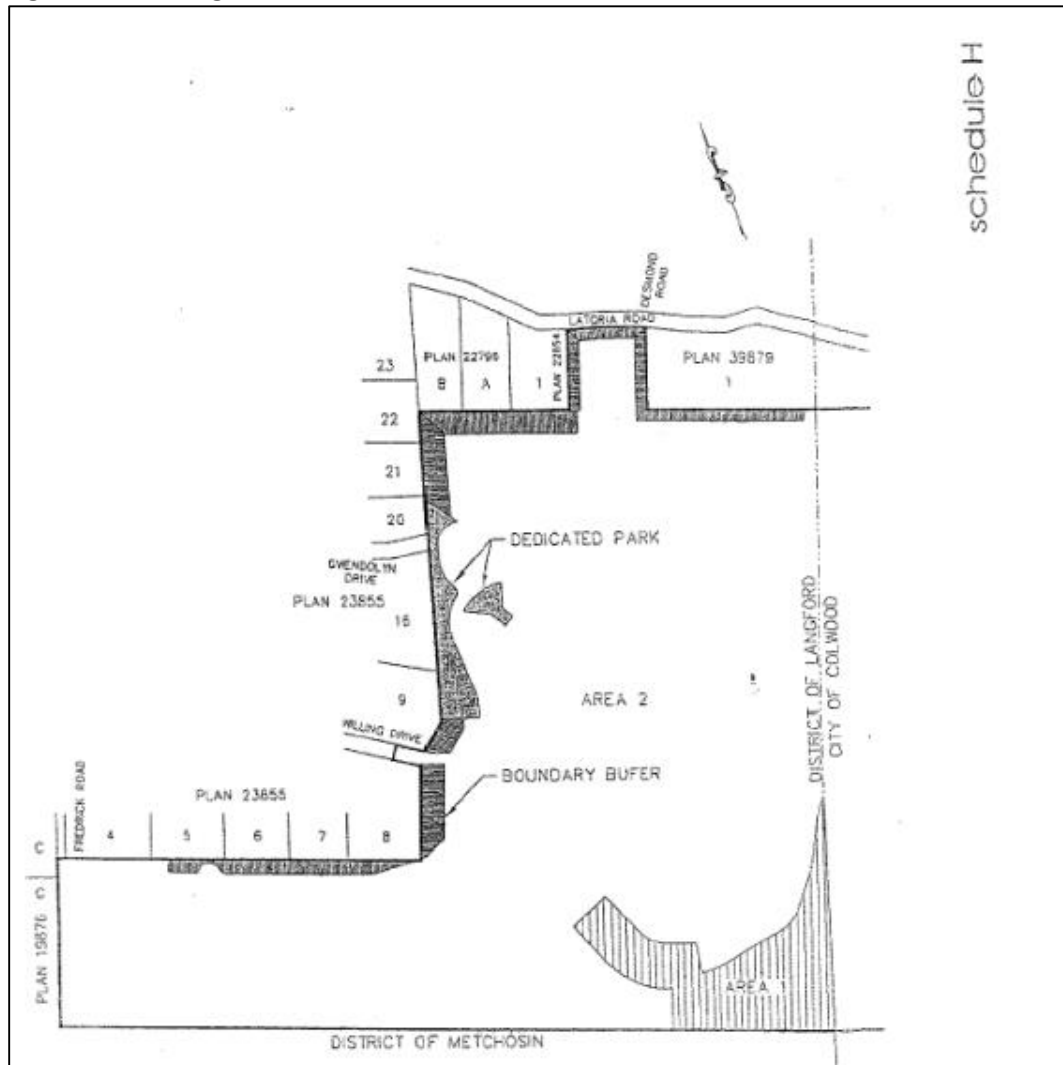 schedule H
DESMOND
ROAD
LATORIA ROAD
PLAN 22796
B
A
1
PLAN 22854
PLAN 39879
1
23
22
21
20
GWENDOLYN
DRIVE
PLAN 23855
16
9
DEDICATED PARK
AREA 2
DISTRICT OF LANGFORD
CITY OF COLWOOD
WILLING DRIVE
BOUNDARY BUFER
PLAN 23855
FREDRICK ROAD
4
5
6
7
8
C
C
PLAN 19876
AREA 1
DISTRICT OF METCHOSIN